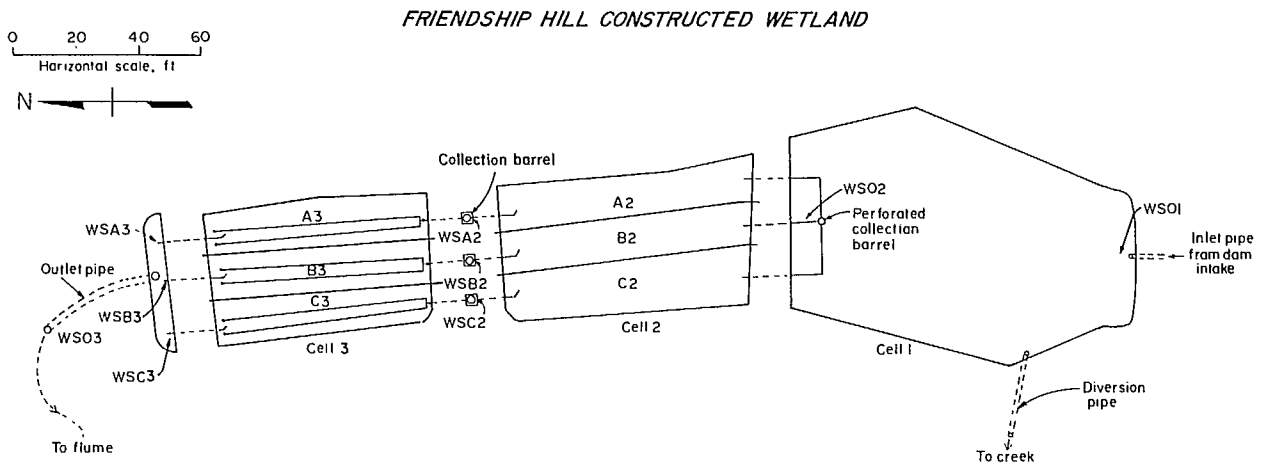 FRIENDSHIP HILL CONSTRUCTED WETLAND
0 20 40 60
Horizontal scale, ft
N
Collection barrel
A3
A2
WSO2
WSO1
WSA3
WSA2
Perforated
collection
barrel
B2
Inlet pipe
fram dam
intake
Outlet pipe
B3
WSB2
C2
WSB3
C3
WSO3
WSC2
Cell 2
Cell 3
Cell 1
WSC3
Diversion
pipe
To flume
To creek